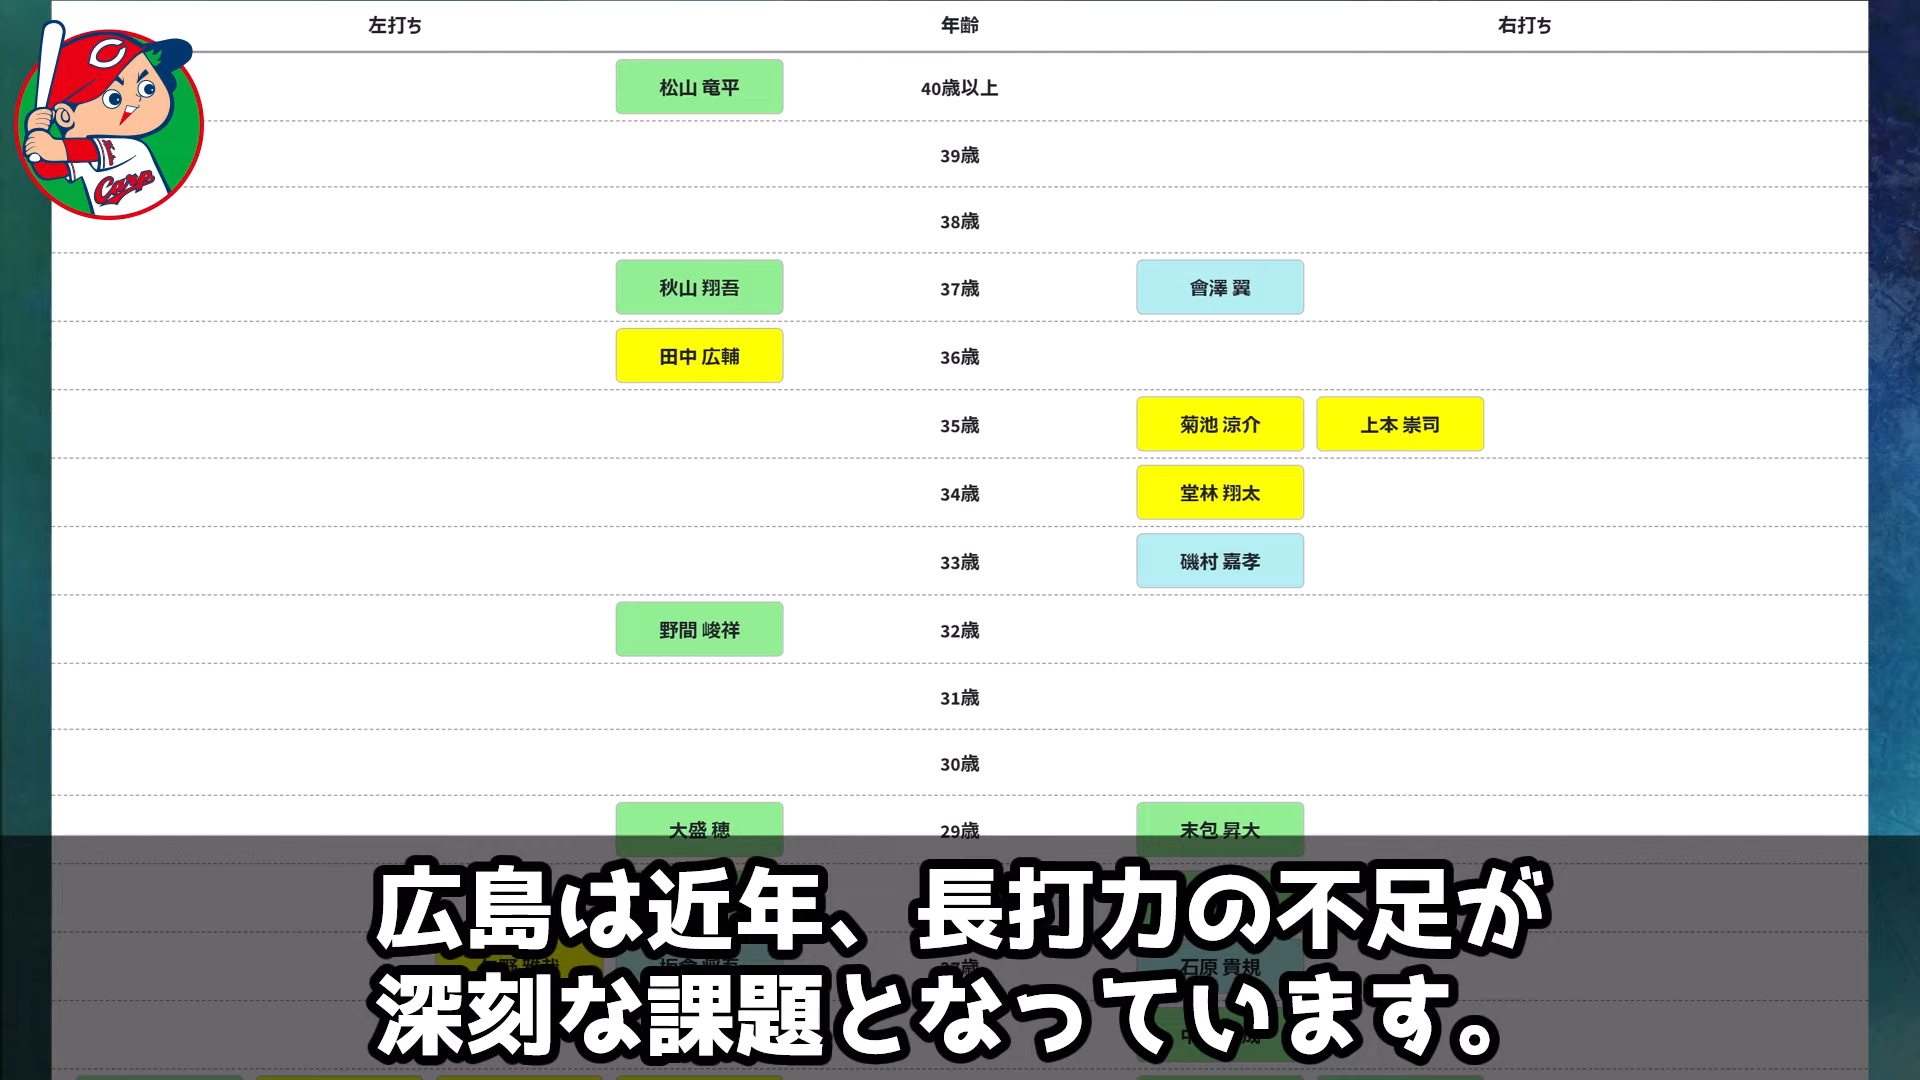 左打ち 年齢 右打ち
松山 竜平 40歳以上
39歳
38歳
秋山 翔吾 37歳 會澤 翼
田中 広輔 36歳
35歳 菊池 涼介 上本 崇司
34歳 堂林 翔太
33歳 磯村 嘉孝
野間 峻祥 32歳
31歳
30歳
大盛 穂 29歳 末包 昇大
広島は近年、長打力の不足が
石原 貴規
深刻な課題となっています。
C
Carp